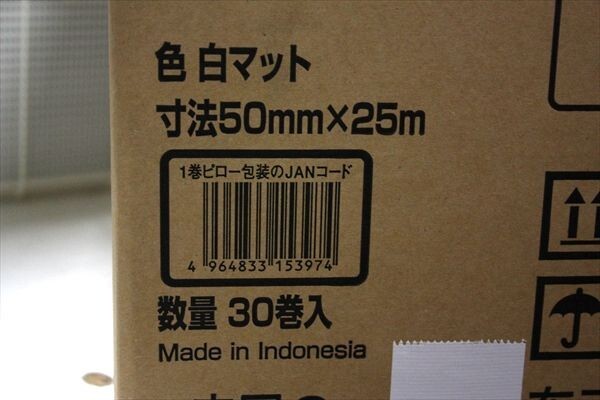 色 白マット
寸法50mm×25m
1巻ピロー包装のJANコード
4 964833 153974
数量 30巻入
Made in Indonesia